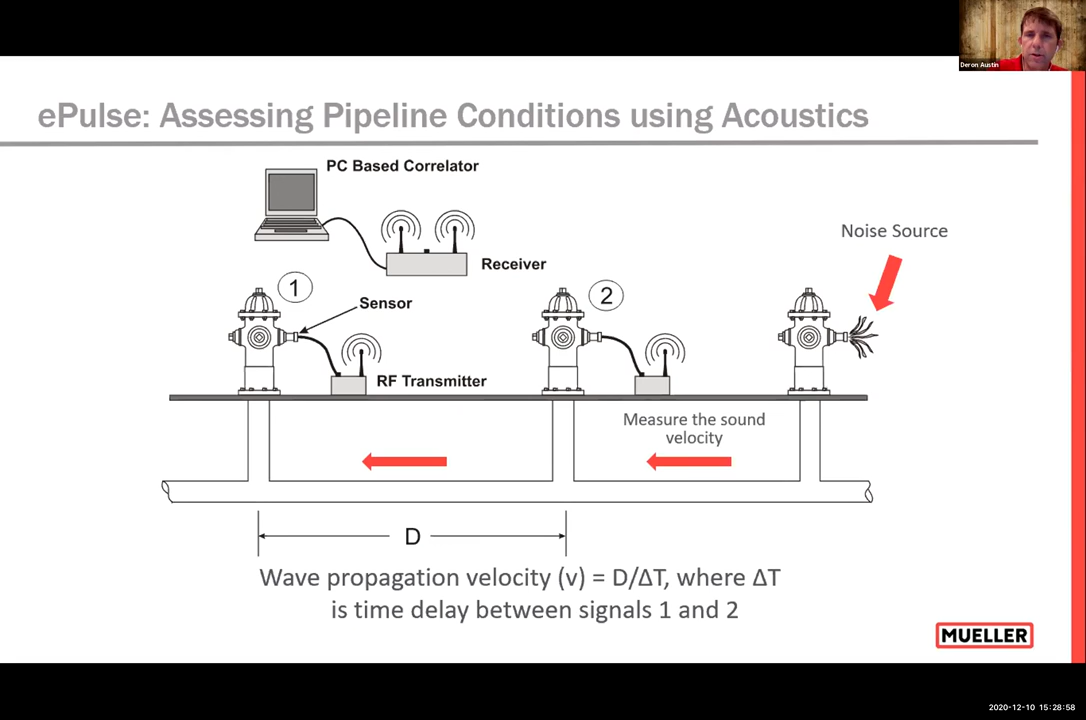 Deron Austin
ePulse: Assessing Pipeline Conditions using Acoustics
PC Based Correlator
Receiver
Noise Source
1
2
Sensor
RF Transmitter
Measure the sound
velocity
D
Wave propagation velocity (v) = D/ΔT, where ΔT
is time delay between signals 1 and 2
MUELLER
2020-12-10 15:28:58